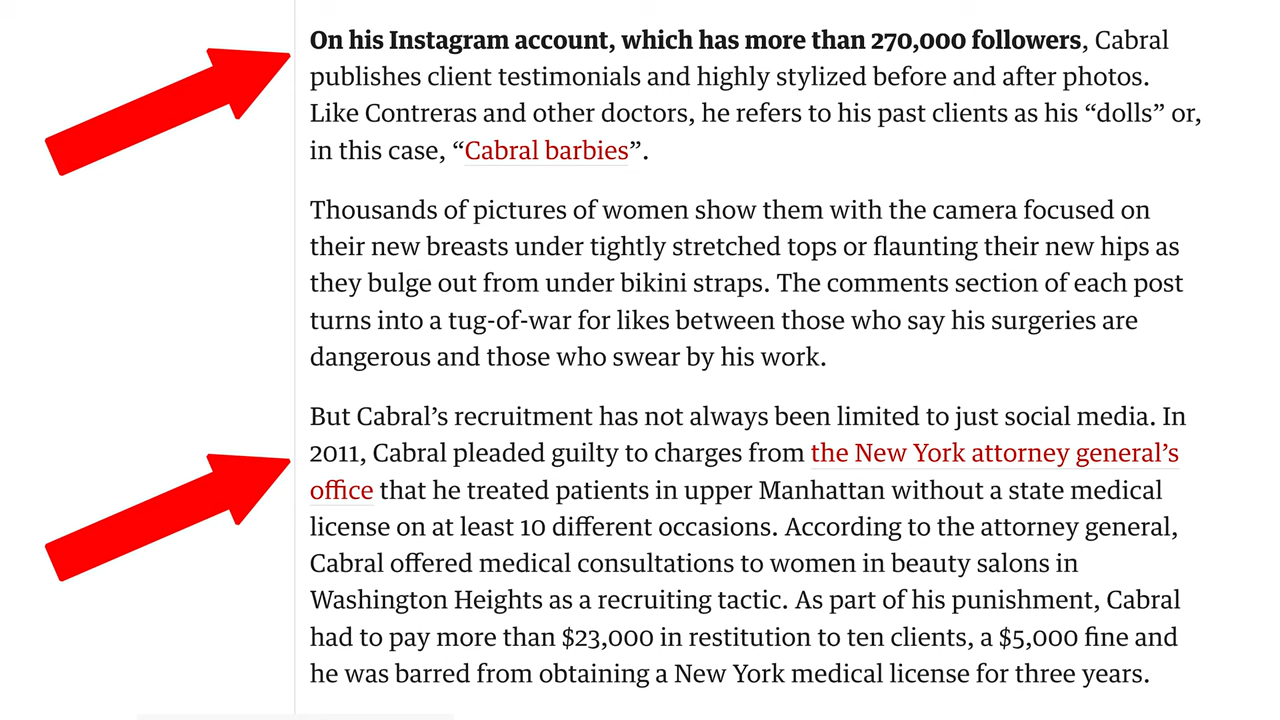 On his Instagram account, which has more than 270,000 followers, Cabral
publishes client testimonials and highly stylized before and after photos.
Like Contreras and other doctors, he refers to his past clients as his “dolls” or,
in this case, “Cabral barbies”.
Thousands of pictures of women show them with the camera focused on
their new breasts under tightly stretched tops or flaunting their new hips as
they bulge out from under bikini straps. The comments section of each post
turns into a tug-of-war for likes between those who say his surgeries are
dangerous and those who swear by his work.
But Cabral’s recruitment has not always been limited to just social media. In
2011, Cabral pleaded guilty to charges from the New York attorney general’s
office that he treated patients in upper Manhattan without a state medical
license on at least 10 different occasions. According to the attorney general,
Cabral offered medical consultations to women in beauty salons in
Washington Heights as a recruiting tactic. As part of his punishment, Cabral
had to pay more than $23,000 in restitution to ten clients, a $5,000 fine and
he was barred from obtaining a New York medical license for three years.